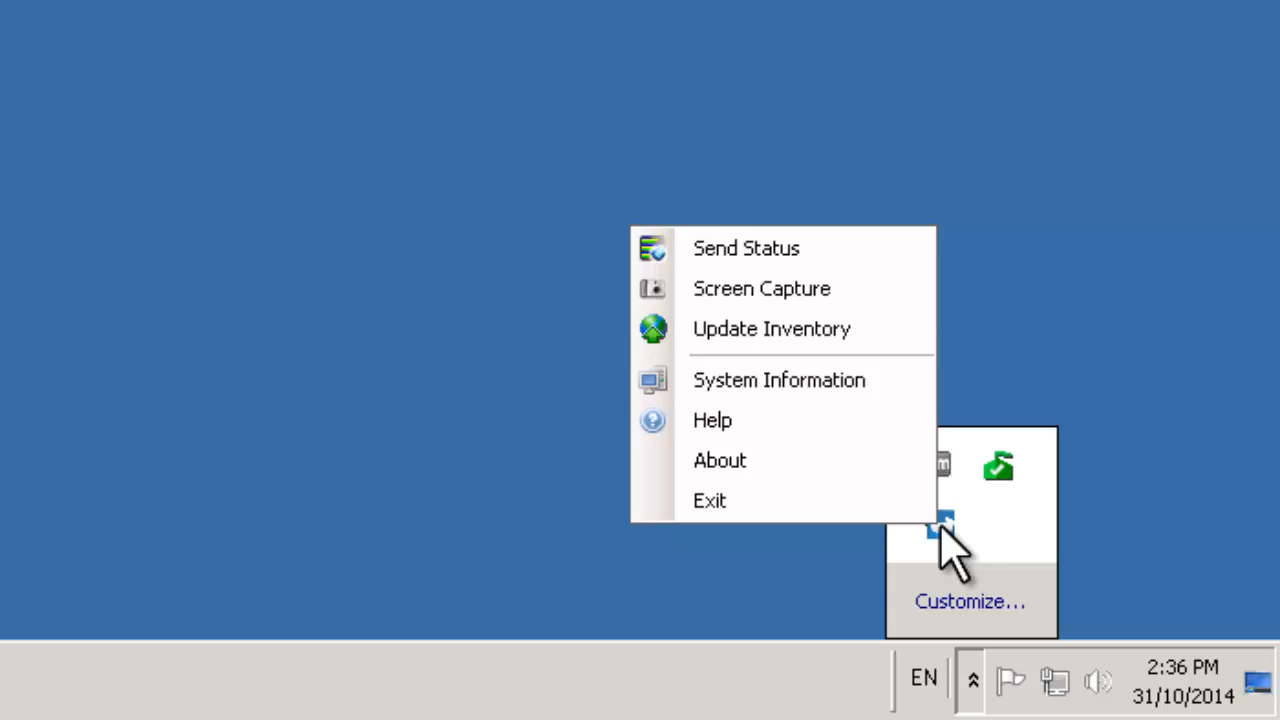 Send Status
Screen Capture
Update Inventory
System Information
Help
About
Exit
m
Customize...
EN
2:36 PM
31/10/2014